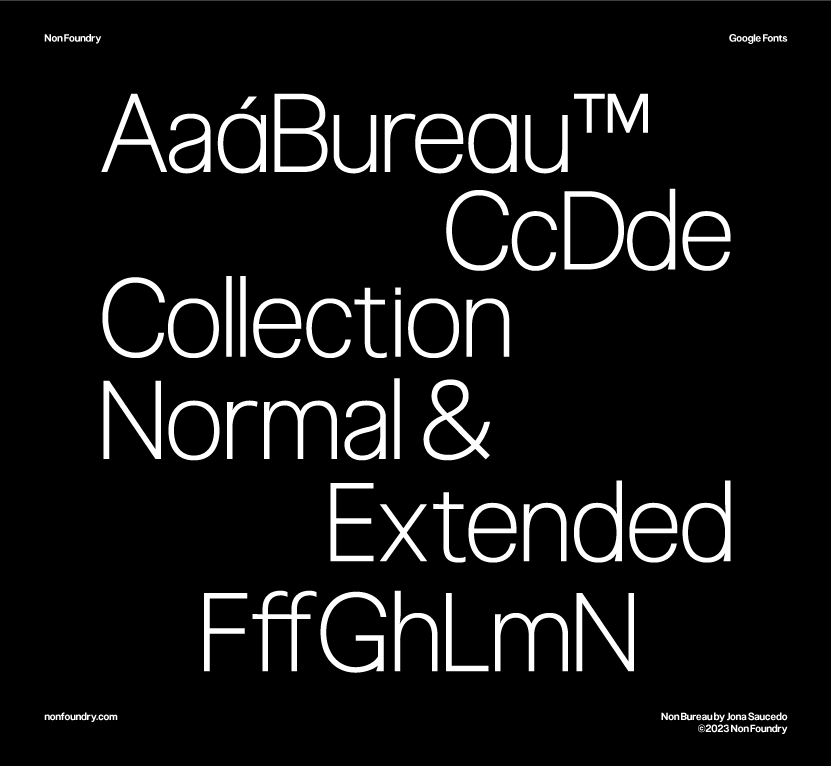 Non Foundry
Google Fonts
AaáBureau™
CcDde
Collection
Normal &
Extended
FffGhLmN
nonfoundry.com
Non Bureau by Jona Saucedo
©2023 Non Foundry